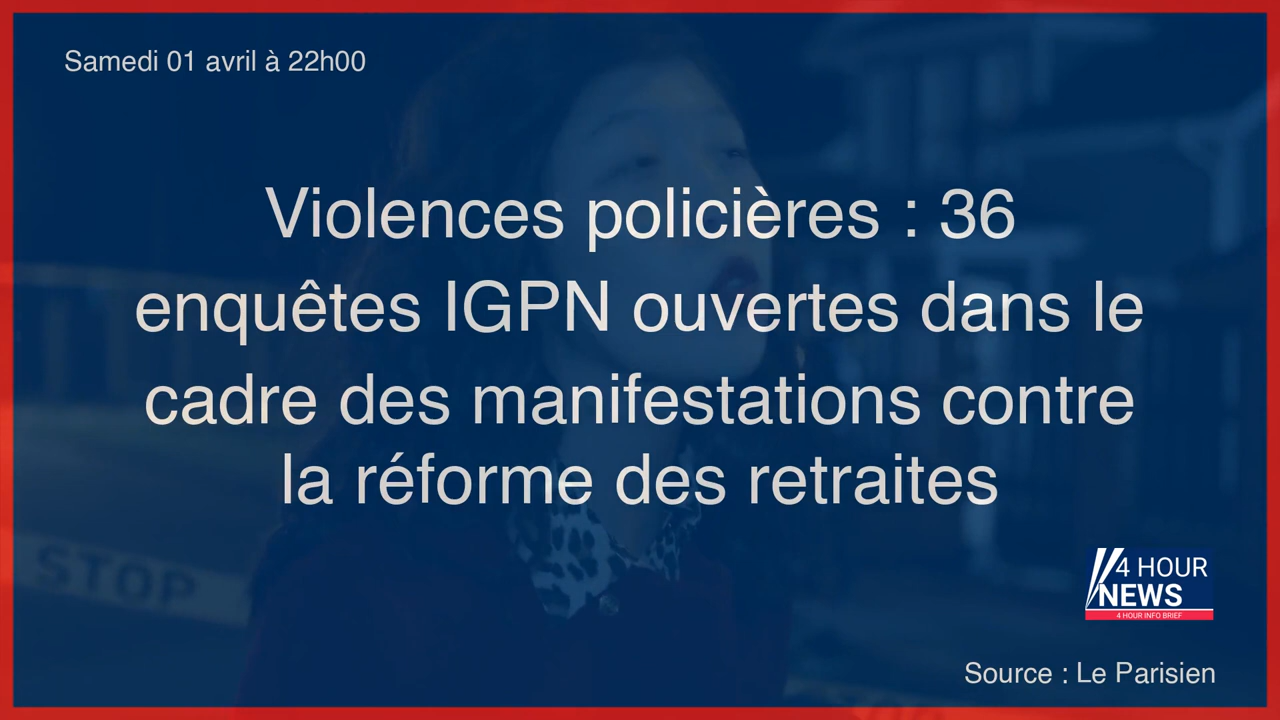 Samedi 01 avril à 22h00
Violences policières : 36
enquêtes IGPN ouvertes dans le
cadre des manifestations contre
la réforme des retraites
STOP
4 HOUR
NEWS
4 HOUR INFO BRIEF
Source : Le Parisien